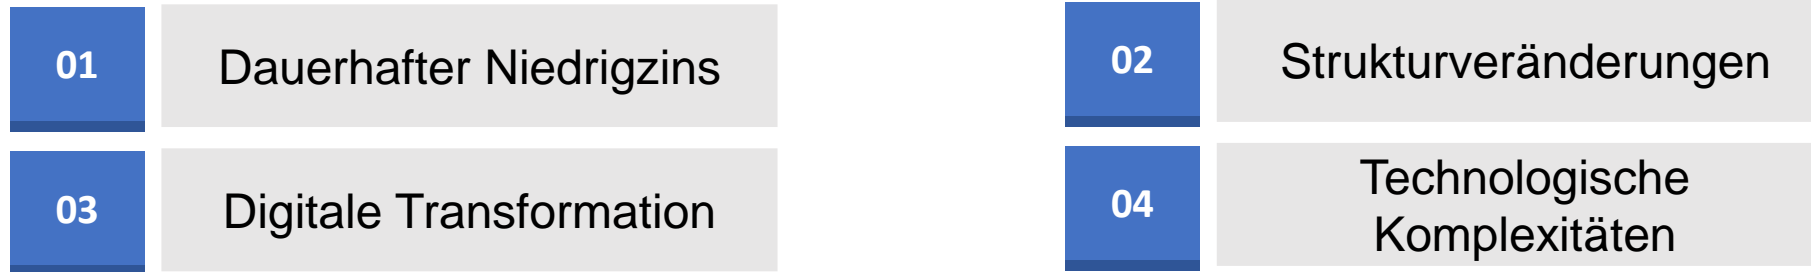 01
Dauerhafter Niedrigzins
02
Strukturveränderungen
03
Digitale Transformation
04
Technologische
Komplexitäten